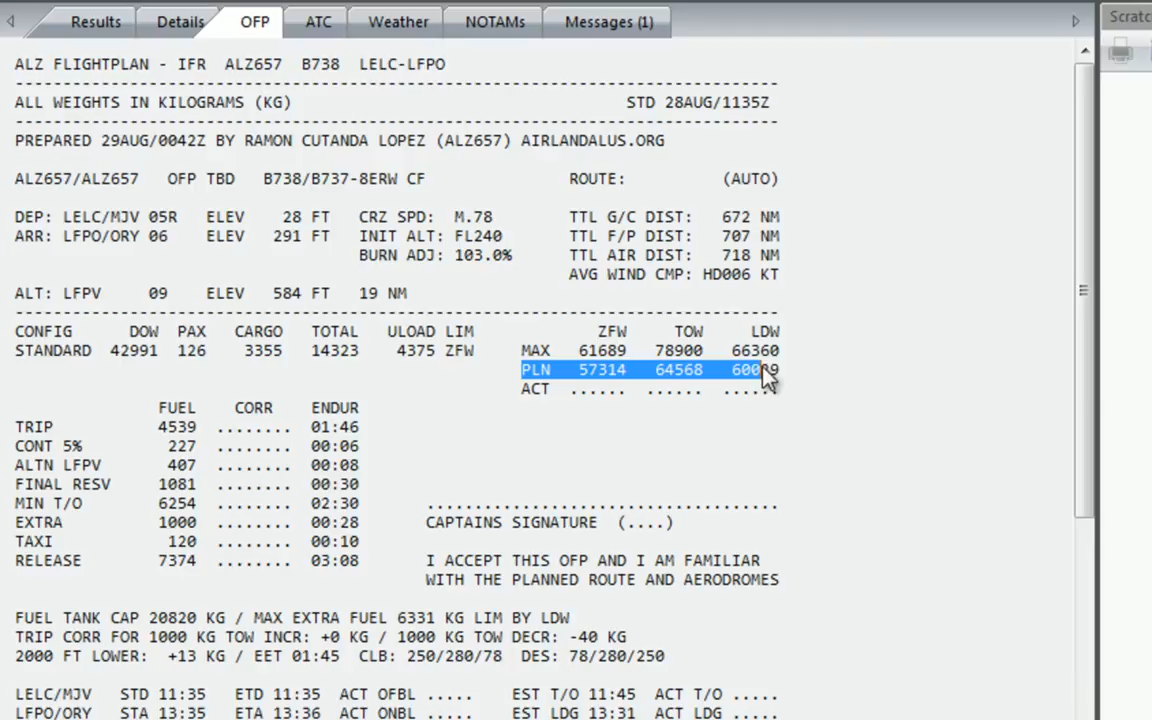 Results Details OFP ATC Weather NOTAMs Messages (1)
ALZ FLIGHTPLAN - IFR ALZ657 B738 LELC-LFPO
--------------------------------------------------------------------------------
ALL WEIGHTS IN KILOGRAMS (KG) STD 28AUG/1135Z
--------------------------------------------------------------------------------
PREPARED 29AUG/0042Z BY RAMON CUTANDA LOPEZ (ALZ657) AIRLANDALUS.ORG
ALZ657/ALZ657 OFP TBD B738/B737-8ERW CF ROUTE: (AUTO)
DEP: LELC/MJV 05R ELEV 28 FT CRZ SPD: M.78 TTL G/C DIST: 672 NM
ARR: LFPO/ORY 06 ELEV 291 FT INIT ALT: FL240 TTL F/P DIST: 707 NM
BURN ADJ: 103.0% TTL AIR DIST: 718 NM
AVG WIND CMP: HD006 KT
ALT: LFPV 09 ELEV 584 FT 19 NM
--------------------------------------------------------------------------------
CONFIG DOW PAX CARGO TOTAL ULOAD LIM ZFW TOW LDW
STANDARD 42991 126 3355 14323 4375 ZFW MAX 61689 78900 66360
PLN 57314 64568
ACT ...... ...... ......
FUEL CORR ENDUR
TRIP 4539 ........ 01:46
CONT 5% 227 ........ 00:06
ALTN LFPV 407 ........ 00:08
FINAL RESV 1081 ........ 00:30
MIN T/O 6254 ........ 02:30 .....................................
EXTRA 1000 ........ 00:28 CAPTAINS SIGNATURE (....)
TAXI 120 ........ 00:10
RELEASE 7374 ........ 03:08 I ACCEPT THIS OFP AND I AM FAMILIAR
WITH THE PLANNED ROUTE AND AERODROMES
FUEL TANK CAP 20820 KG / MAX EXTRA FUEL 6331 KG LIM BY LDW
TRIP CORR FOR 1000 KG TOW INCR: +0 KG / 1000 KG TOW DECR: -40 KG
2000 FT LOWER: +13 KG / EET 01:45 CLB: 250/280/78 DES: 78/280/250
LELC/MJV STD 11:35 ETD 11:35 ACT OFBL ..... EST T/O 11:45 ACT T/O .....
LFPO/ORY STA 13:35 ETA 13:36 ACT ONBL ..... EST LDG 13:31 ACT LDG .....